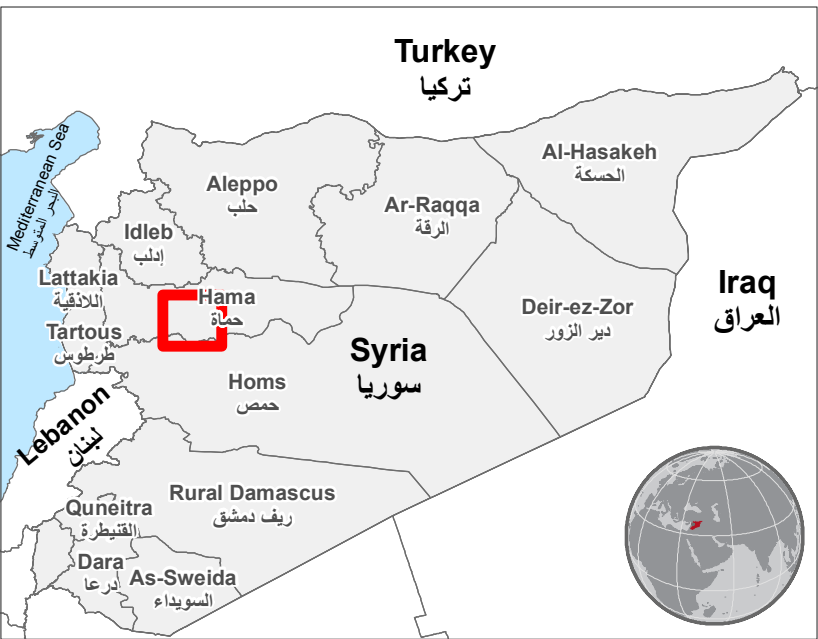 Turkey
تركيا
Mediterranean Sea
البحر المتوسط
Al-Hasakeh
الحسكة
Aleppo
حلب
Ar-Raqqa
الرقة
Idleb
إدلب
Lattakia
اللاذقية
Hama
حماة
Iraq
العراق
Deir-ez-Zor
دير الزور
Tartous
طرطوس
Syria
سوريا
Homs
حمص
Lebanon
لبنان
Rural Damascus
ريف دمشق
Quneitra
القنيطرة
Dara
درعا
As-Sweida
السويداء